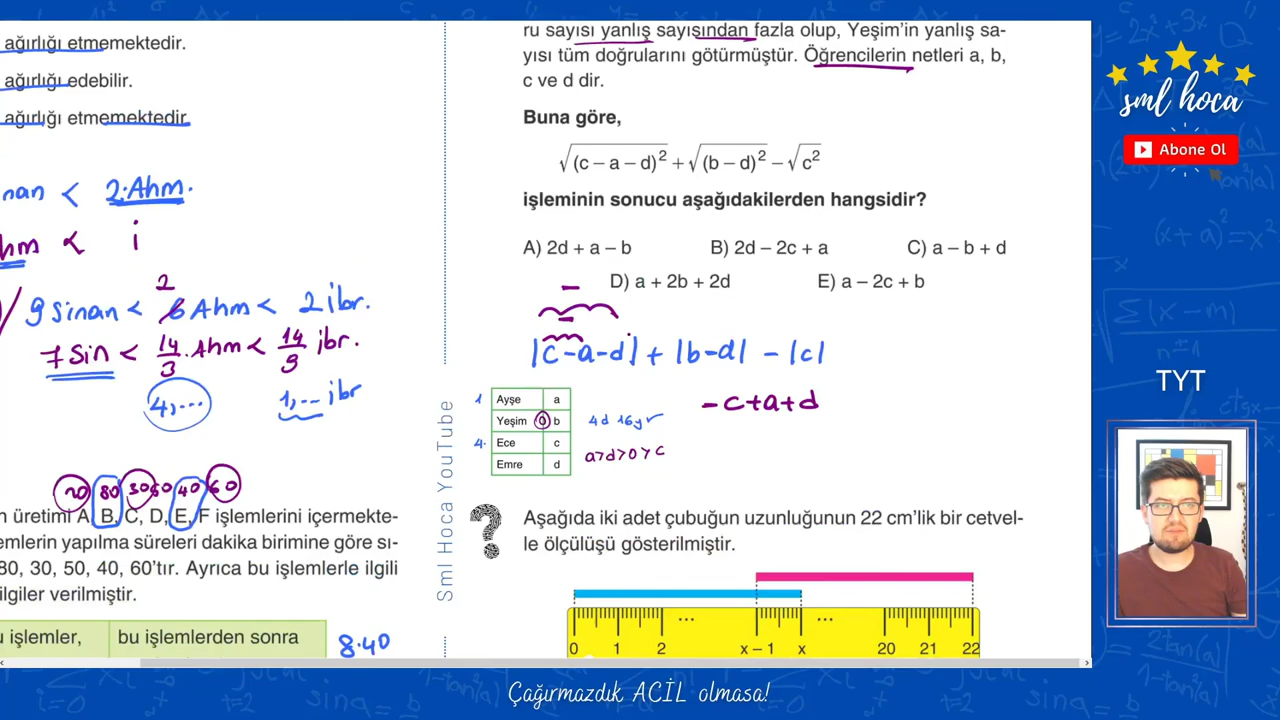 ağırlığı etmemektedir.
ağırlığı edebilir.
ağırlığı etmemektedir.
inan < 2.Ahm.
hm < i
9 Sinan < 6 Ahm < 2 ibr.
2
7 Sin < 14/3 . Ahm < 14/9 ibr.
4,... 1,... ibr
20 80 30 50 40 60
n üretimi A, B, C, D, E, F işlemlerini içermekte-
emlerin yapılma süreleri dakika birimine göre sı-
80, 30, 50, 40, 60'tır. Ayrıca bu işlemlerle ilgili
ilgiler verilmiştir.
u işlemler, bu işlemlerden sonra
8.40
Sml Hoca YouTube
ru sayısı yanlış sayısından fazla olup, Yeşim'in yanlış sa-
yısı tüm doğrularını götürmüştür. Öğrencilerin netleri a, b,
c ve d dir.
Buna göre,
√(c – a – d)² + √(b – d)² – √c²
işleminin sonucu aşağıdakilerden hangisidir?
A) 2d + a – b B) 2d – 2c + a C) a – b + d
D) a + 2b + 2d E) a – 2c + b
|c-a-d| + |b-d| - |c|
-c+a+d
1 Ayşe a
Yeşim 0 b 4d 16y ✓
4. Ece c
a>d>0>c
Emre d
?
Aşağıda iki adet çubuğun uzunluğunun 22 cm'lik bir cetvel-
le ölçülüşü gösterilmiştir.
... ...
0 1 2 x – 1 x 20 21 22
sml hoca
Abone Ol
TYT
Çağırmazdık ACİL olmasa!